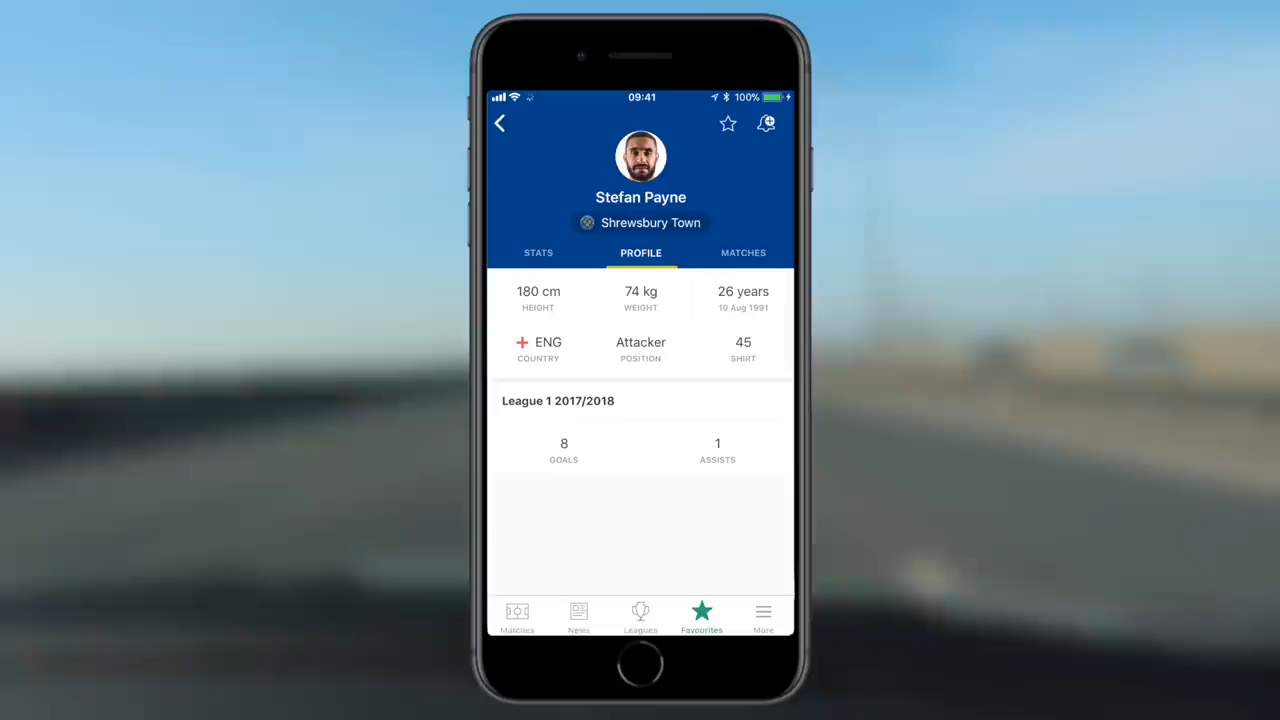 09:41
100%
Stefan Payne
Shrewsbury Town
STATS PROFILE MATCHES
180 cm 74 kg 26 years
HEIGHT WEIGHT 10 Aug 1991
ENG Attacker 45
COUNTRY POSITION SHIRT
League 1 2017/2018
8 1
GOALS ASSISTS
Matches News Leagues Favourites More